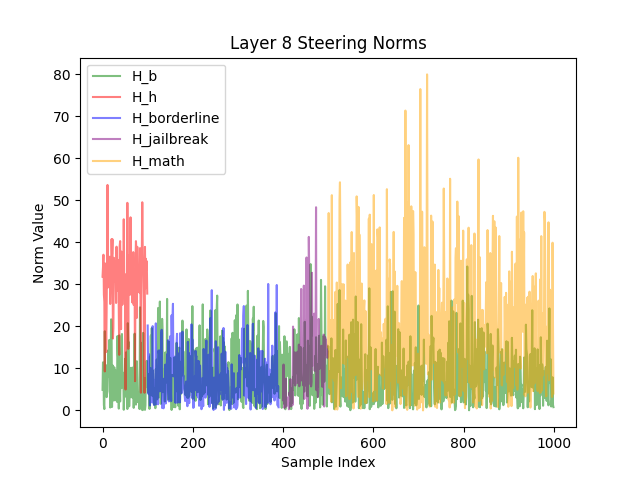 Layer 8 Steering Norms
H_b
H_h
H_borderline
H_jailbreak
H_math
Norm Value
80
70
60
50
40
30
20
10
0
0 200 400 600 800 1000
Sample Index